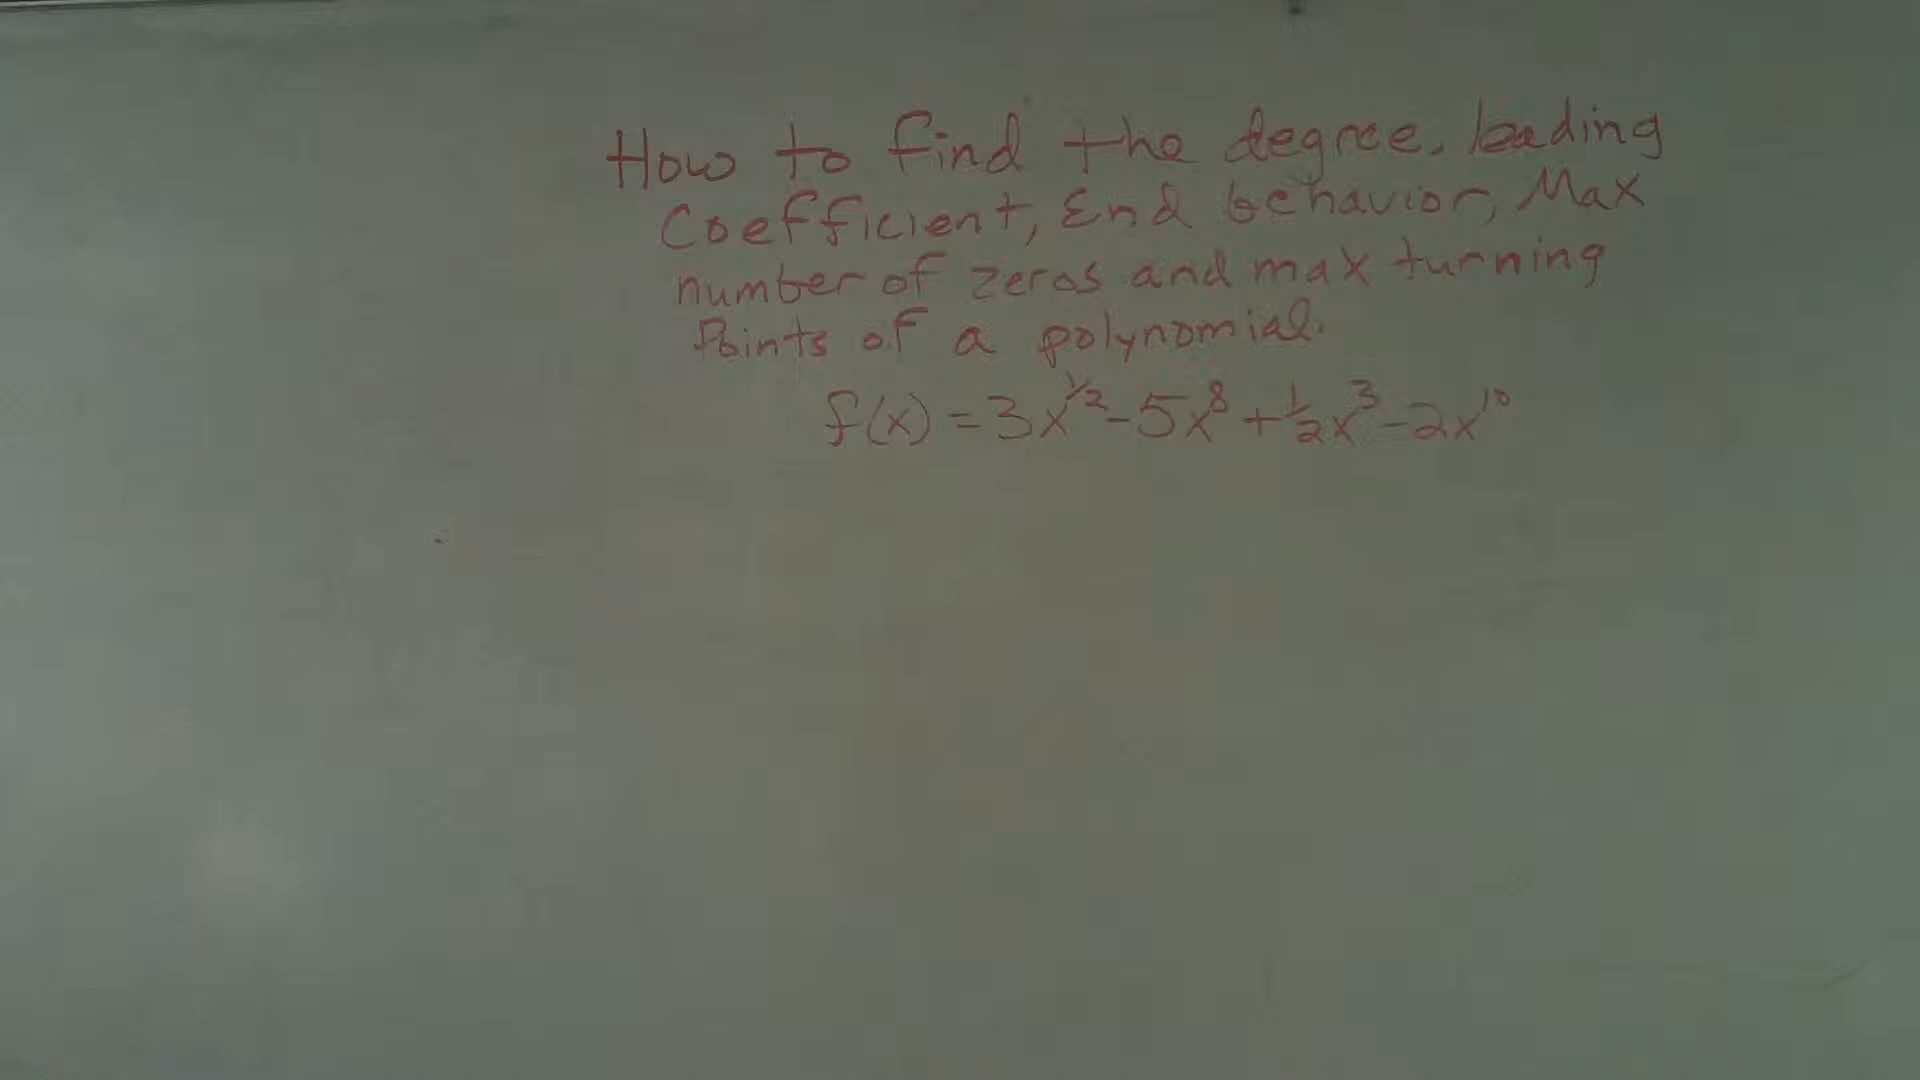 How to find the degree, leading
Coefficient, End behavior, Max
number of zeros and max turning
Points of a polynomial.
f(x) = 3x^1/2 - 5x^8 + 1/2x^3 - 2x^10